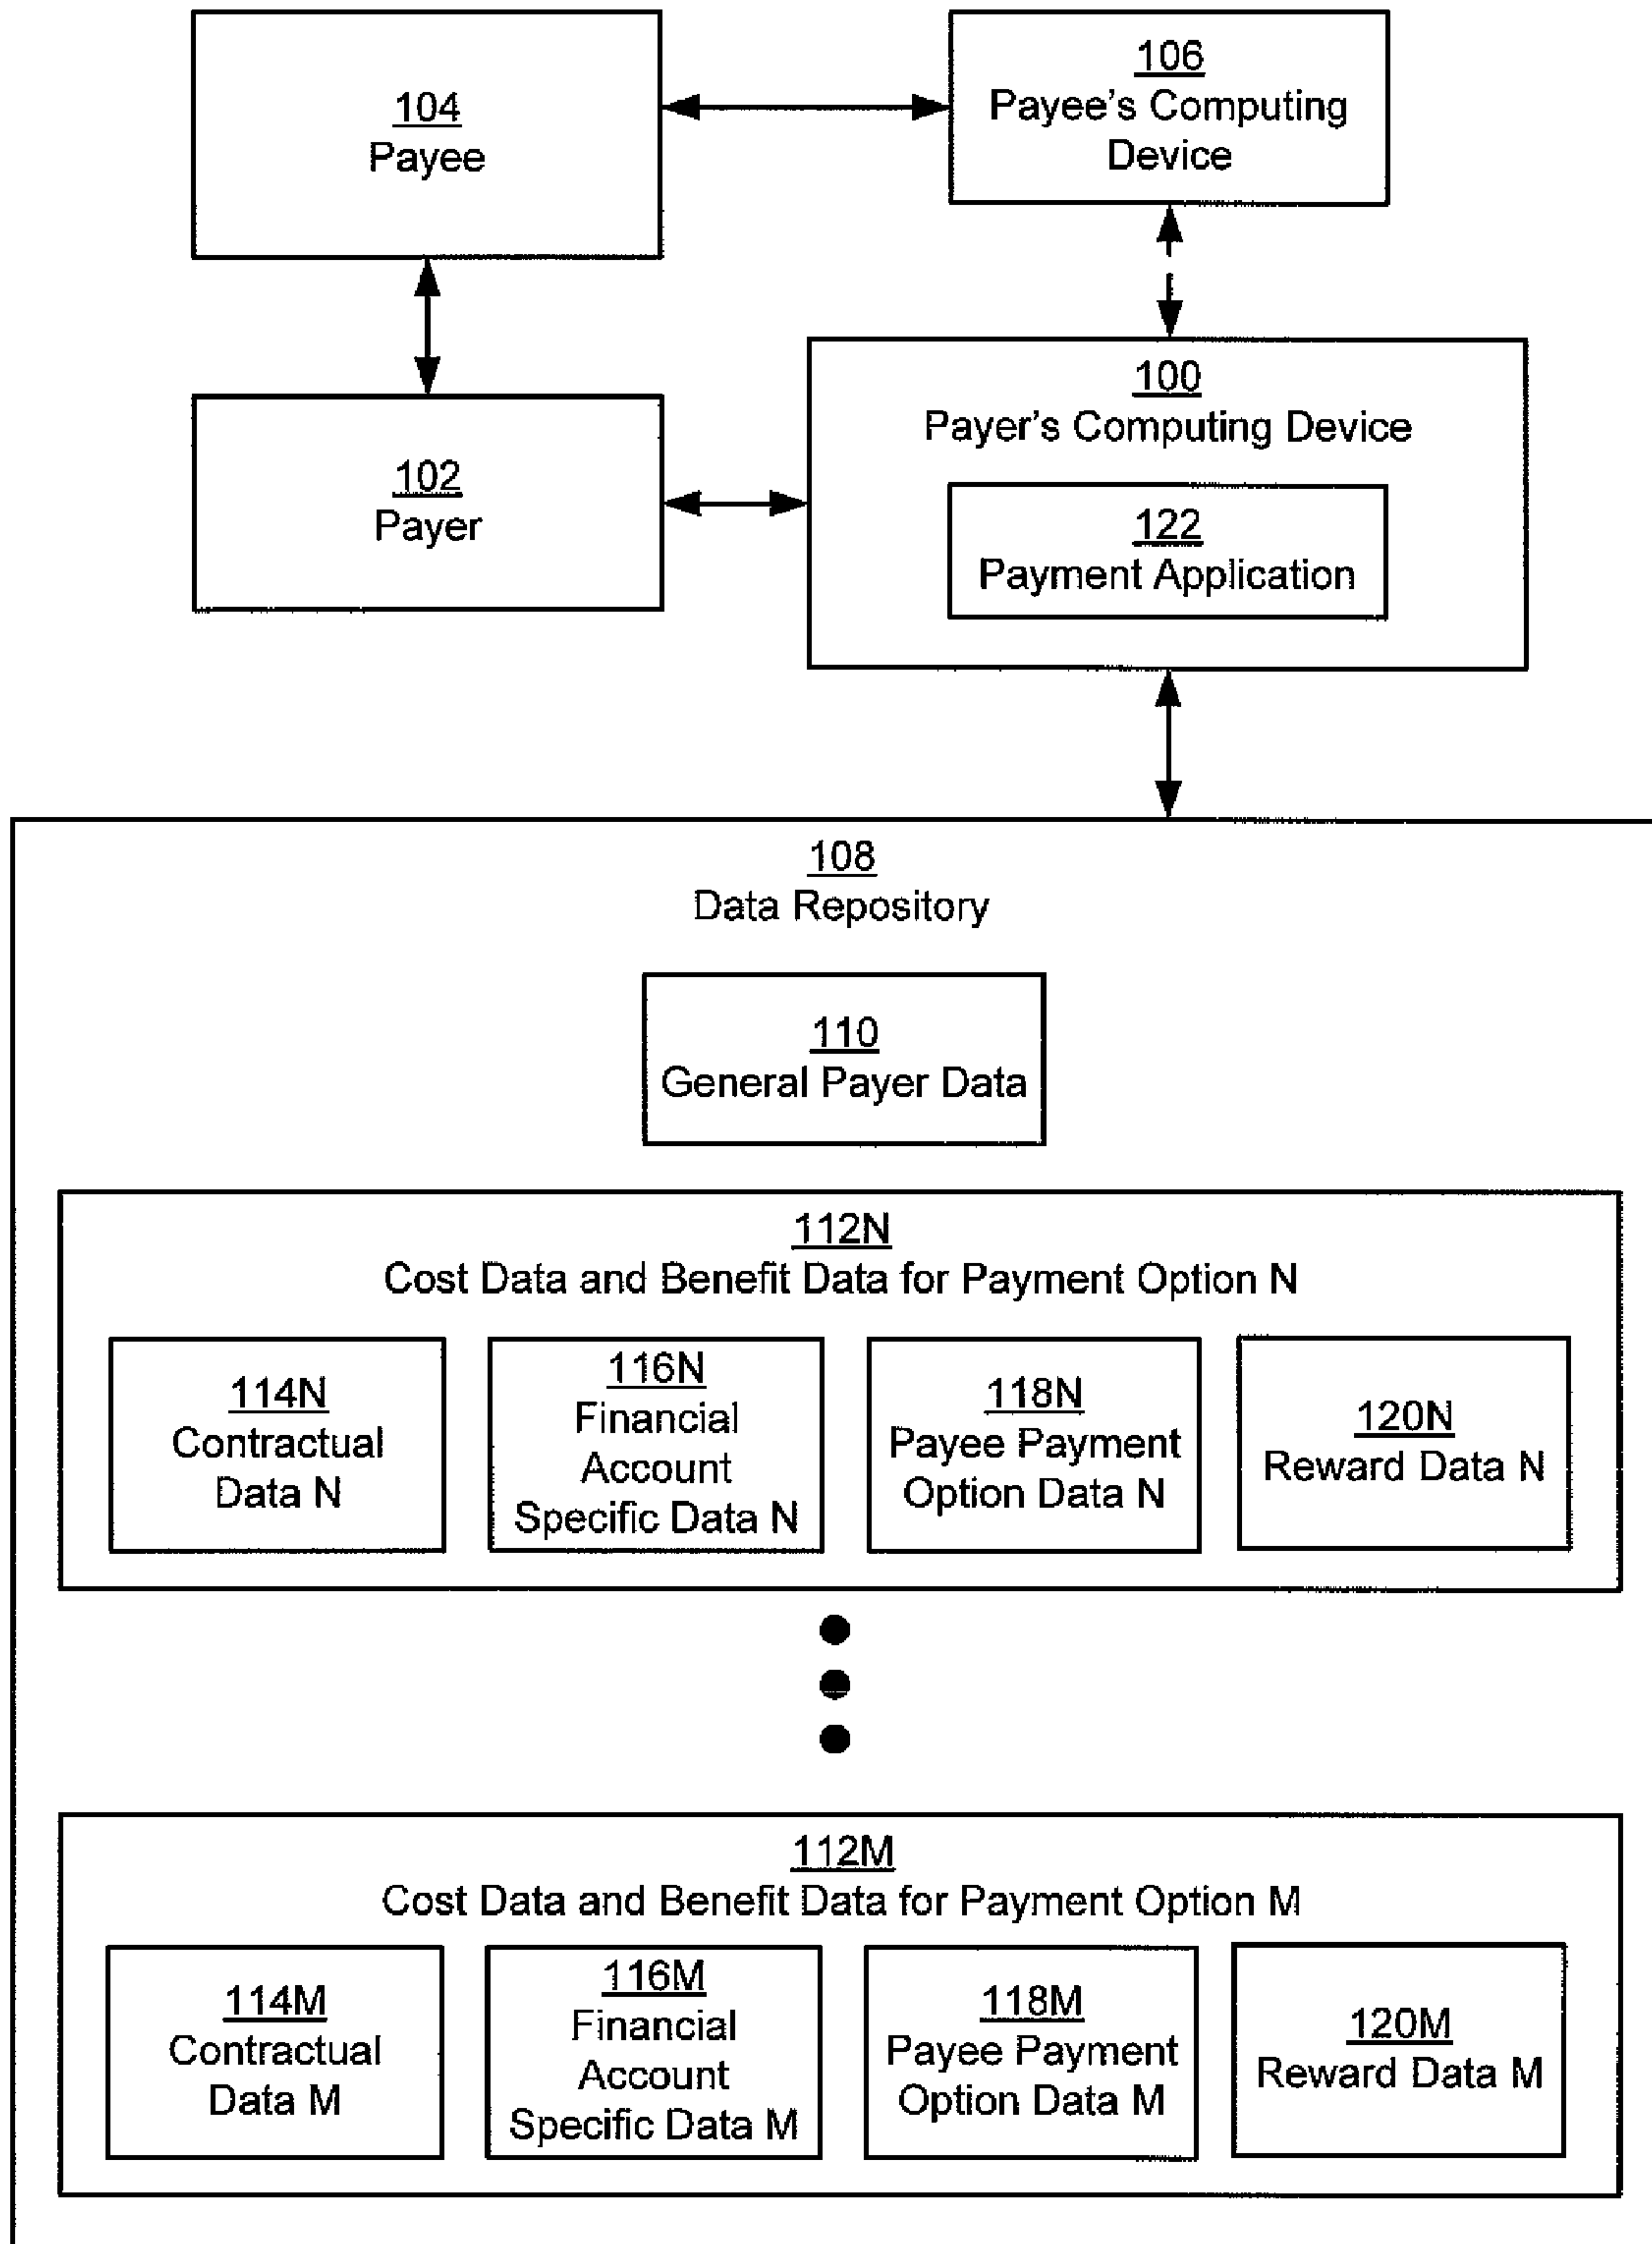 104
Payee
106
Payee's Computing
Device
102
Payer
100
Payer's Computing Device
122
Payment Application
108
Data Repository
110
General Payer Data
112N
Cost Data and Benefit Data for Payment Option N
114N
Contractual
Data N
116N
Financial
Account
Specific Data N
118N
Payee Payment
Option Data N
120N
Reward Data N
112M
Cost Data and Benefit Data for Payment Option M
114M
Contractual
Data M
116M
Financial
Account
Specific Data M
118M
Payee Payment
Option Data M
120M
Reward Data M